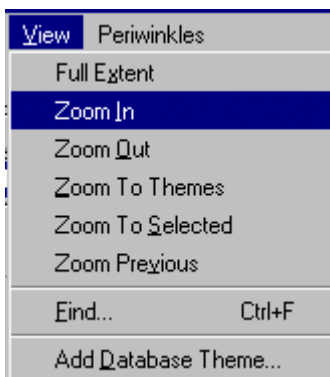 View Periwinkles
Full Extent
Zoom In
Zoom Out
Zoom To Themes
Zoom To Selected
Zoom Previous
Find... Ctrl+F
Add Database Theme...